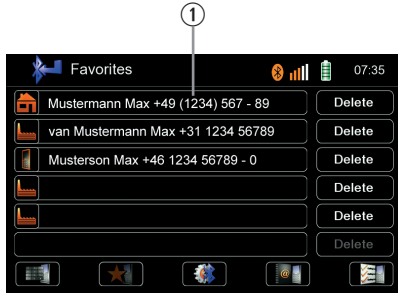 1
Favorites 07:35
Mustermann Max +49 (1234) 567 - 89 Delete
van Mustermann Max +31 1234 56789 Delete
Musterson Max +46 1234 56789 - 0 Delete
Delete
Delete
Delete
@